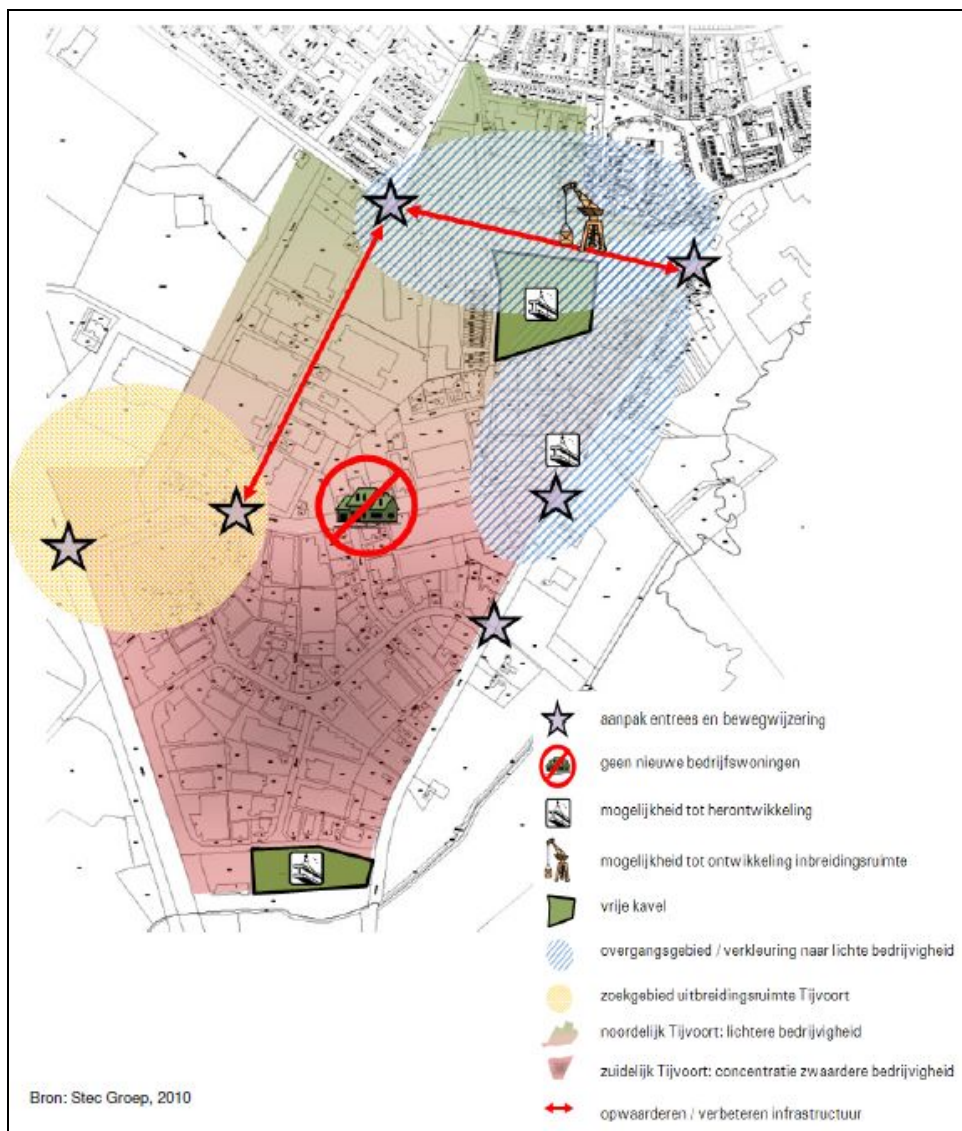 aanpak entrees en bewegwijzering
geen nieuwe bedrijfswoningen
mogelijkheid tot herontwikkeling
mogelijkheid tot ontwikkeling inbreidingsruimte
vrije kavel
overgangsgebied / verkleuring naar lichte bedrijvigheid
zoekgebied uitbreidingsruimte Tijvoort
noordelijk Tijvoort: lichtere bedrijvigheid
zuidelijk Tijvoort: concentratie zwaardere bedrijvigheid
opwaarderen / verbeteren infrastructuur
Bron: Stec Groep, 2010